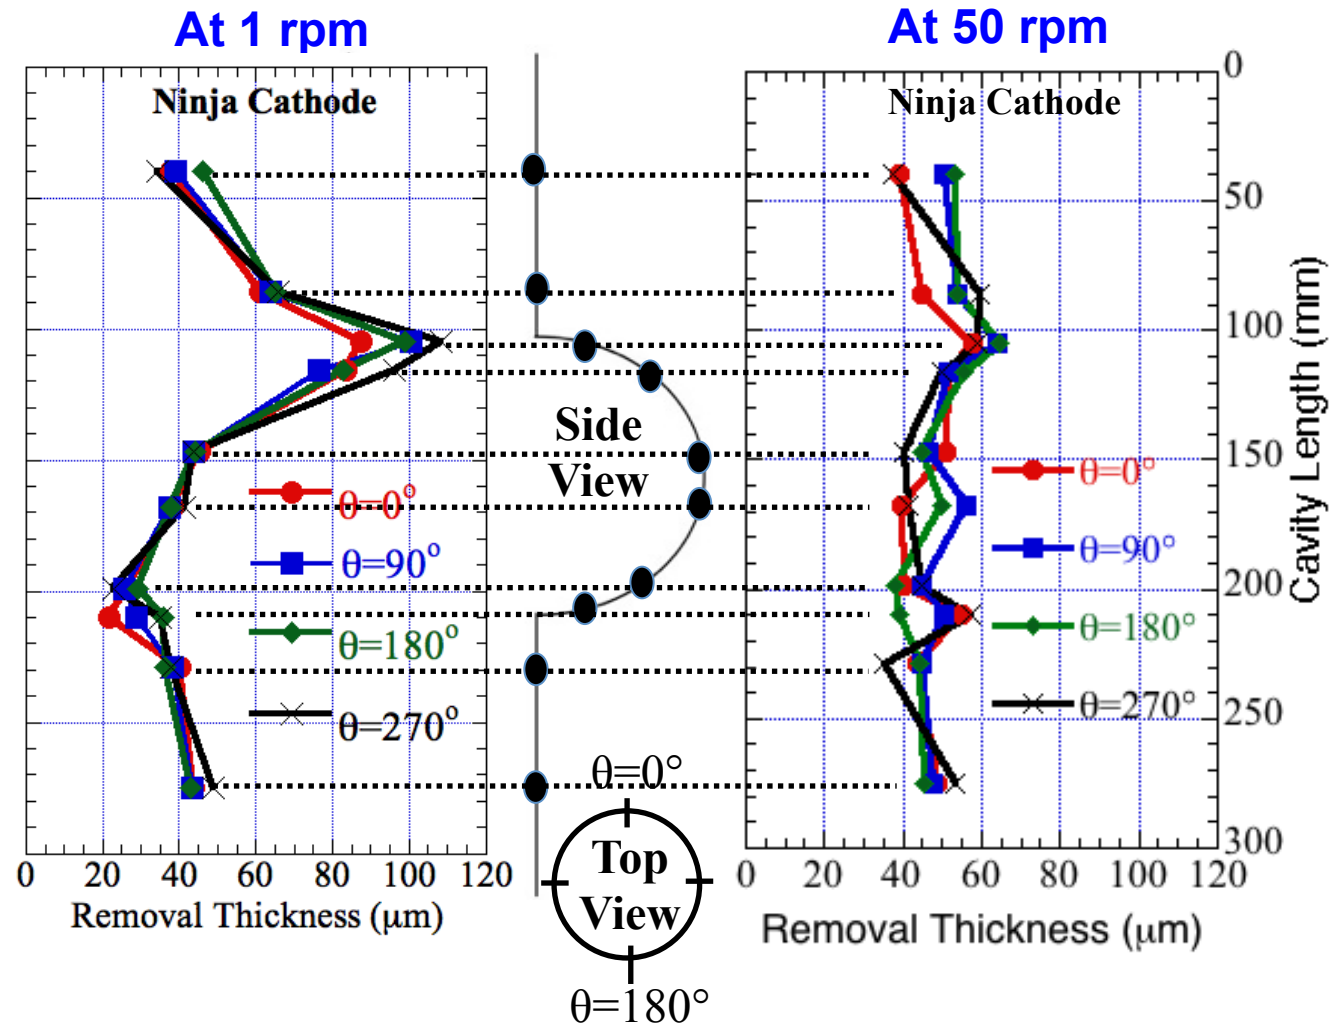 At 1 rpm
At 50 rpm
Ninja Cathode
0 20 40 60 80 100 120
Removal Thickness (μm)
θ=0°
θ=90°
θ=180°
θ=270°
Side
View
θ=0°
Top
View
θ=180°
Ninja Cathode
0
50
100
150
200
250
300
Cavity Length (mm)
θ=0°
θ=90°
θ=180°
θ=270°
0 20 40 60 80 100 120
Removal Thickness (μm)